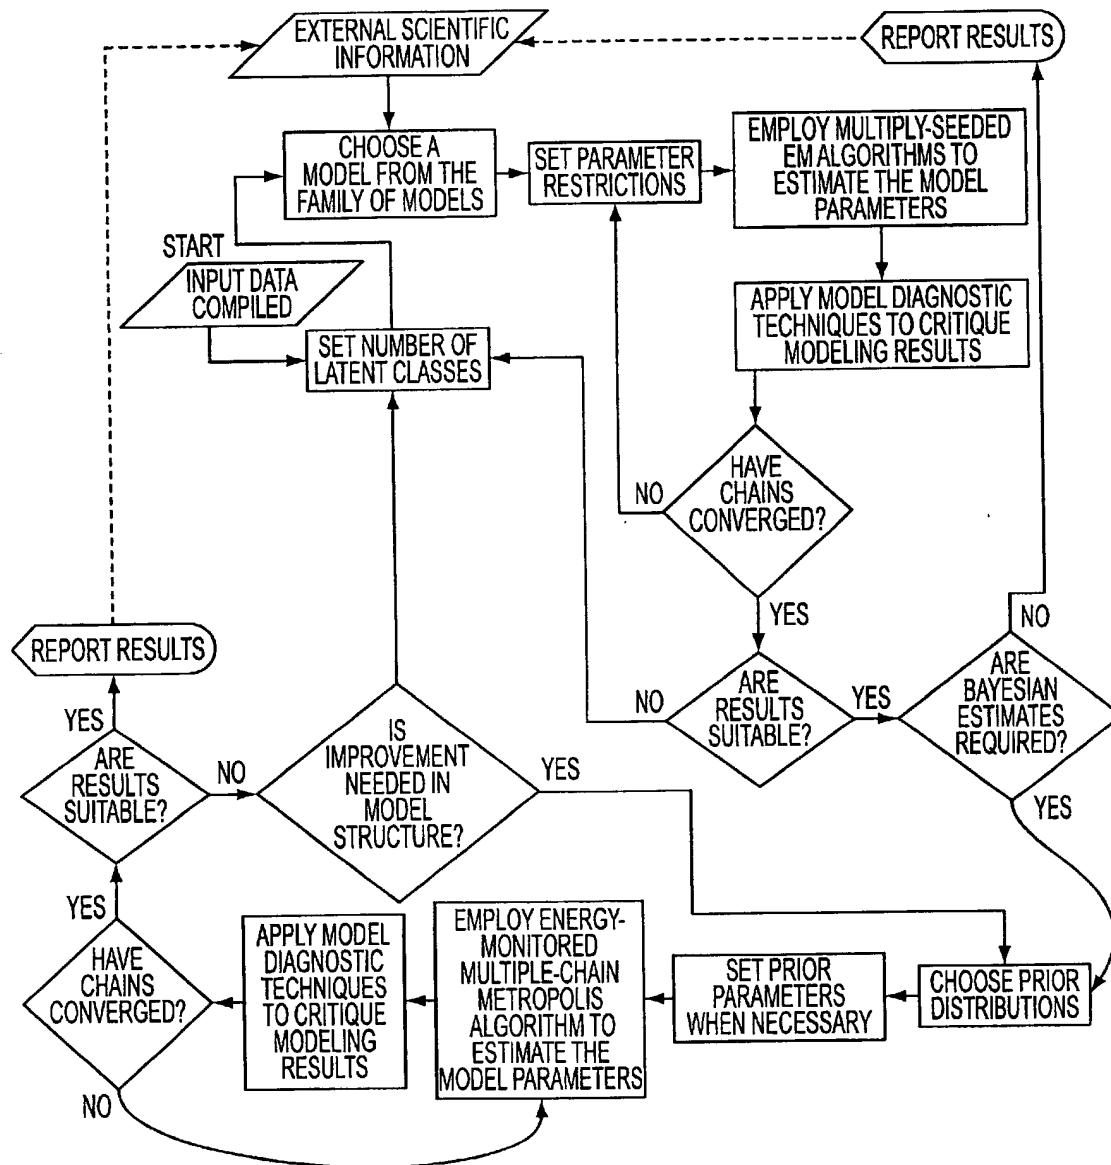 EXTERNAL SCIENTIFIC
INFORMATION
REPORT RESULTS
CHOOSE A
MODEL FROM THE
FAMILY OF MODELS
SET PARAMETER
RESTRICTIONS
EMPLOY MULTIPLY-SEEDED
EM ALGORITHMS TO
ESTIMATE THE MODEL
PARAMETERS
START
INPUT DATA
COMPILED
SET NUMBER OF
LATENT CLASSES
APPLY MODEL DIAGNOSTIC
TECHNIQUES TO CRITIQUE
MODELING RESULTS
HAVE
CHAINS
CONVERGED?
NO
YES
ARE
RESULTS
SUITABLE?
NO
YES
ARE
BAYESIAN
ESTIMATES
REQUIRED?
NO
YES
REPORT RESULTS
YES
ARE
RESULTS
SUITABLE?
NO
IS
IMPROVEMENT
NEEDED IN
MODEL
STRUCTURE?
YES
YES
HAVE
CHAINS
CONVERGED?
NO
APPLY MODEL
DIAGNOSTIC
TECHNIQUES
TO CRITIQUE
MODELING
RESULTS
EMPLOY ENERGY-
MONITORED
MULTIPLE-CHAIN
METROPOLIS
ALGORITHM TO
ESTIMATE THE
MODEL PARAMETERS
SET PRIOR
PARAMETERS
WHEN NECESSARY
CHOOSE PRIOR
DISTRIBUTIONS